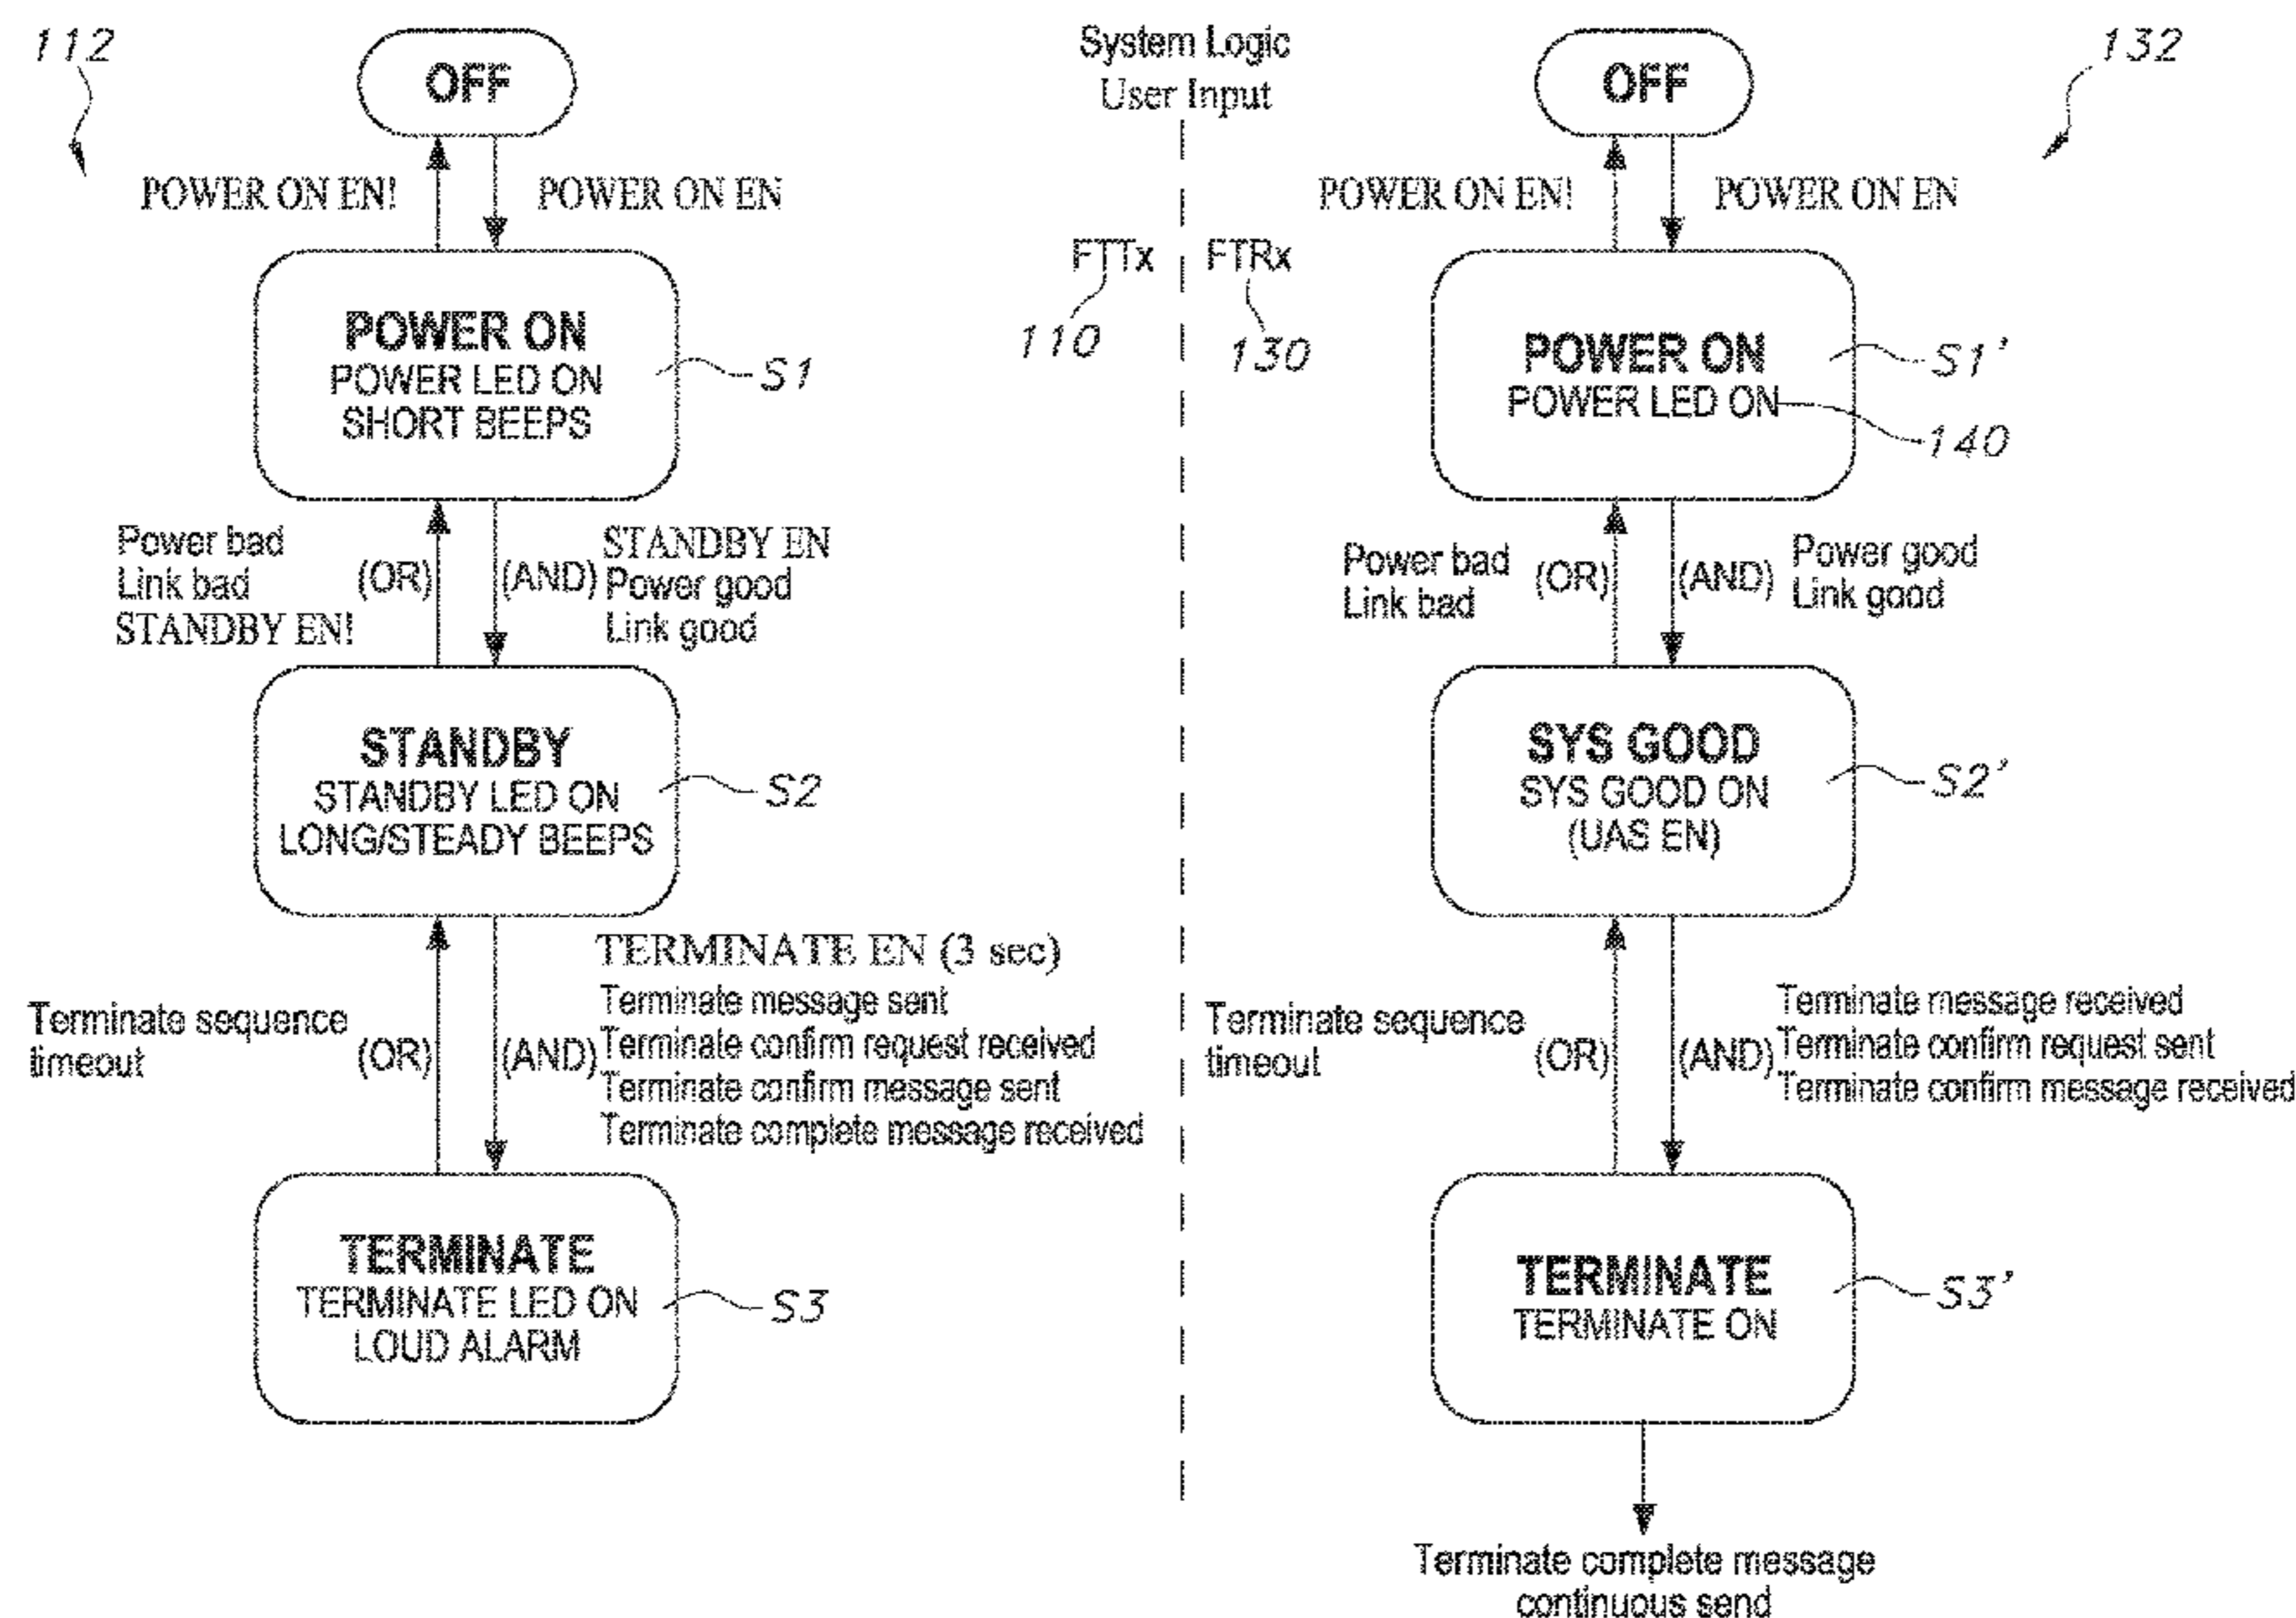 112
OFF
POWER ON EN!
POWER ON EN
POWER ON
POWER LED ON
SHORT BEEPS
S1
Power bad
Link bad
STANDBY EN!
(OR)
(AND)
STANDBY EN
Power good
Link good
STANDBY
STANDBY LED ON
LONG/STEADY BEEPS
S2
Terminate sequence
timeout
(OR)
(AND)
TERMINATE EN (3 sec)
Terminate message sent
Terminate confirm request received
Terminate confirm message sent
Terminate complete message received
TERMINATE
TERMINATE LED ON
LOUD ALARM
S3
System Logic
User Input
FTTx
110
FTRx
130
132
OFF
POWER ON EN!
POWER ON EN
POWER ON
POWER LED ON
S1'
140
Power bad
Link bad
(OR)
(AND)
Power good
Link good
SYS GOOD
SYS GOOD ON
(UAS EN)
S2'
Terminate sequence
timeout
(OR)
(AND)
Terminate message received
Terminate confirm request sent
Terminate confirm message received
TERMINATE
TERMINATE ON
S3'
Terminate complete message
continuous send